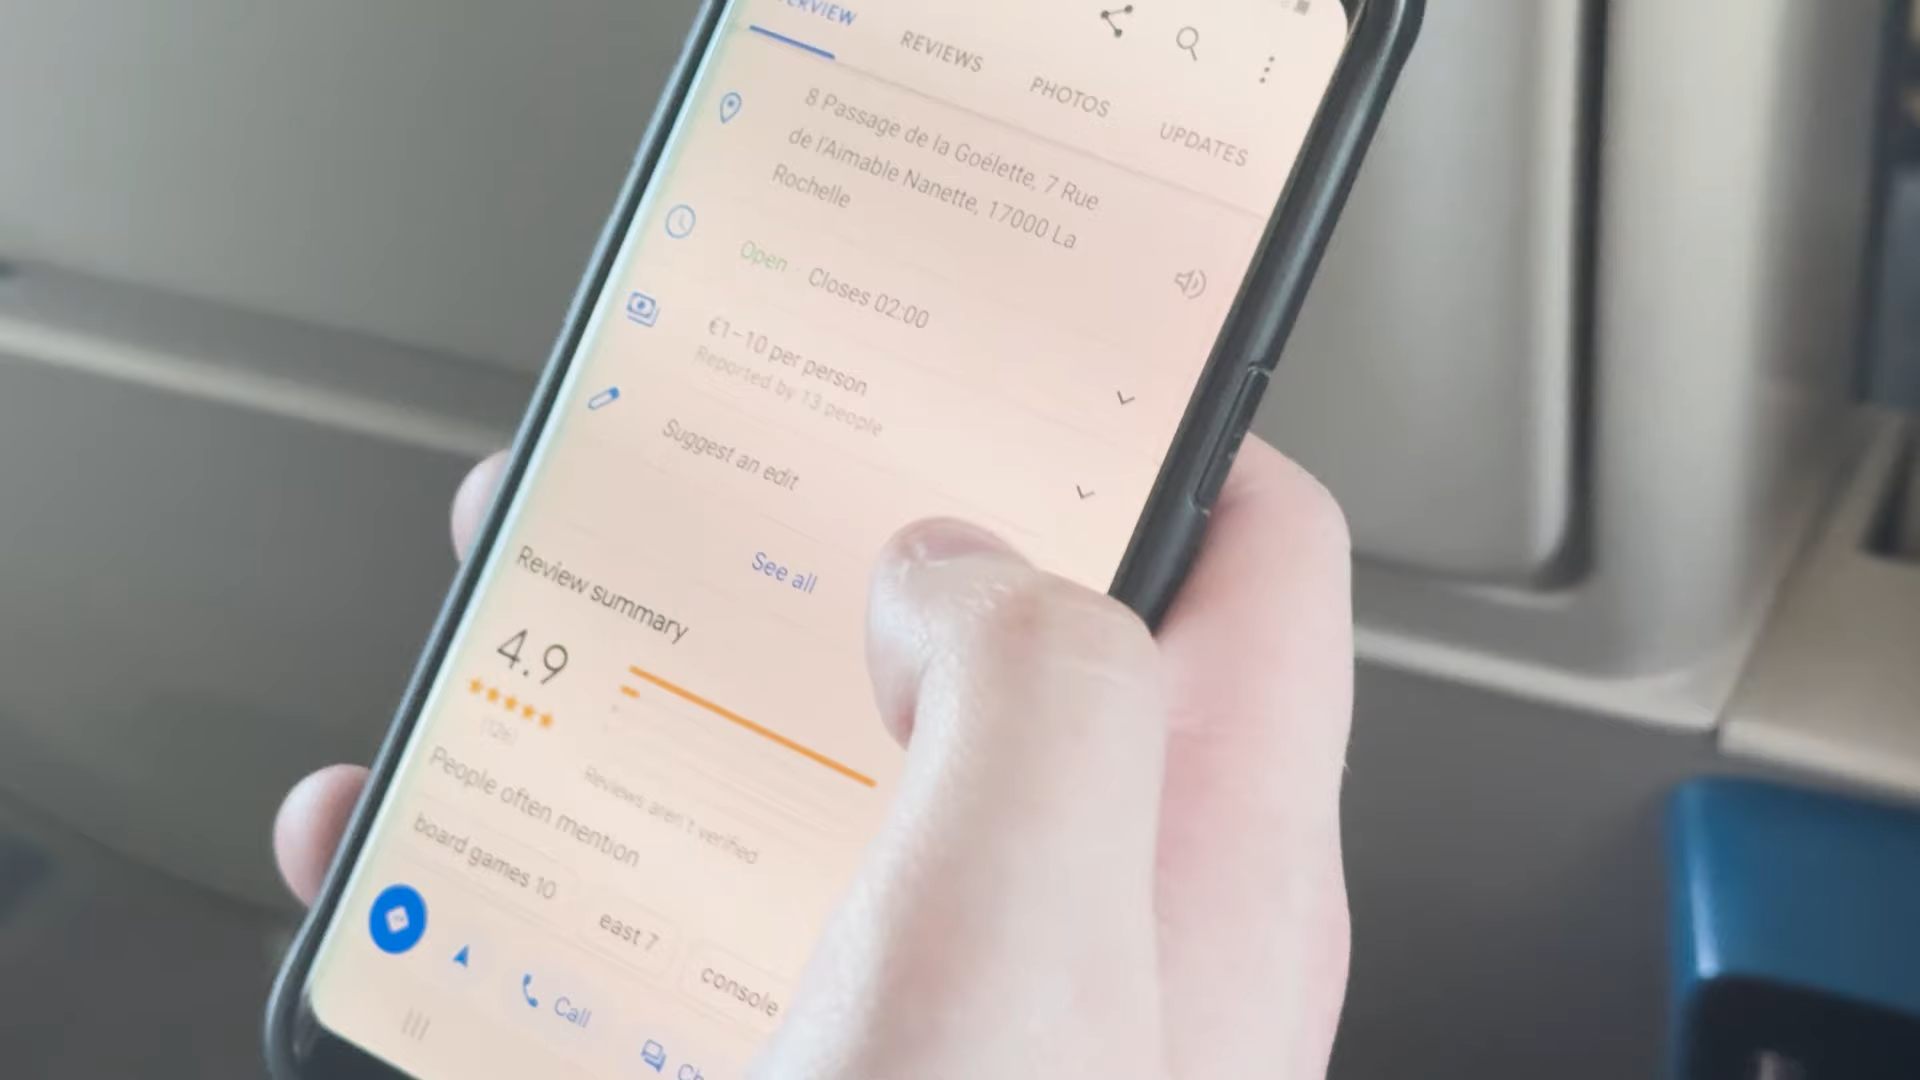 REVIEWS
PHOTOS
UPDATES
8 Passage de la Goélette, 7 Rue
de l'Aimable Nanette, 17000 La
Rochelle
Open · Closes 02:00
€1–10 per person
Reported by 13 people
Suggest an edit
See all
Review summary
4.9
(126)
Reviews aren't verified
People often mention
board games 10
east 7
console
Call